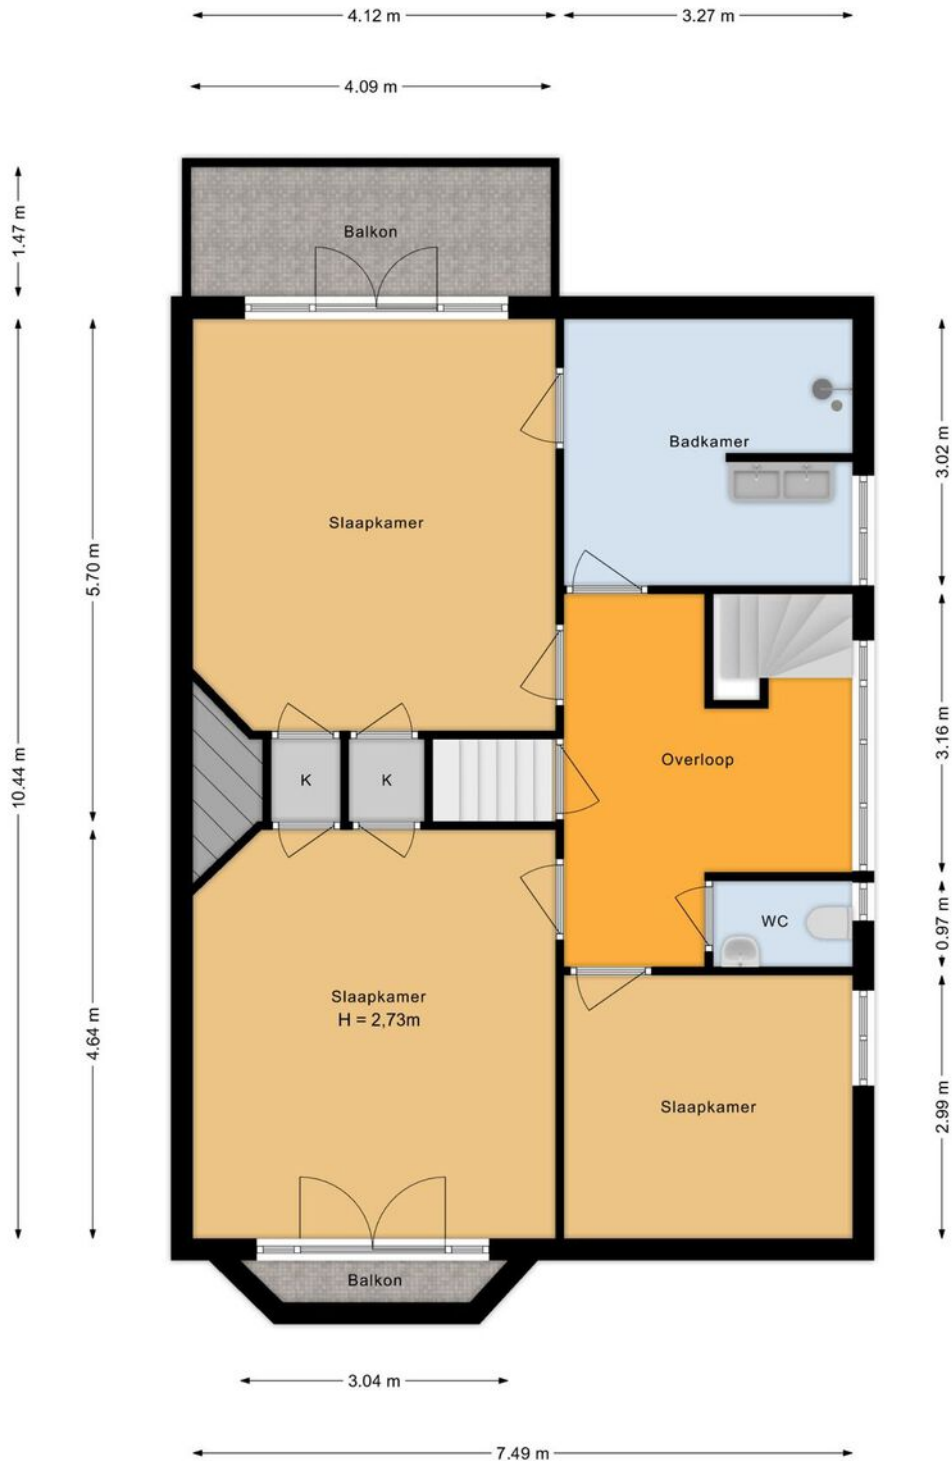 4.12 m
3.27 m
4.09 m
1.47 m
Balkon
10.44 m
5.70 m
Slaapkamer
Badkamer
3.02 m
K
K
Overloop
3.16 m
WC
0.97 m
4.64 m
Slaapkamer
H = 2,73m
Slaapkamer
2.99 m
Balkon
3.04 m
7.49 m